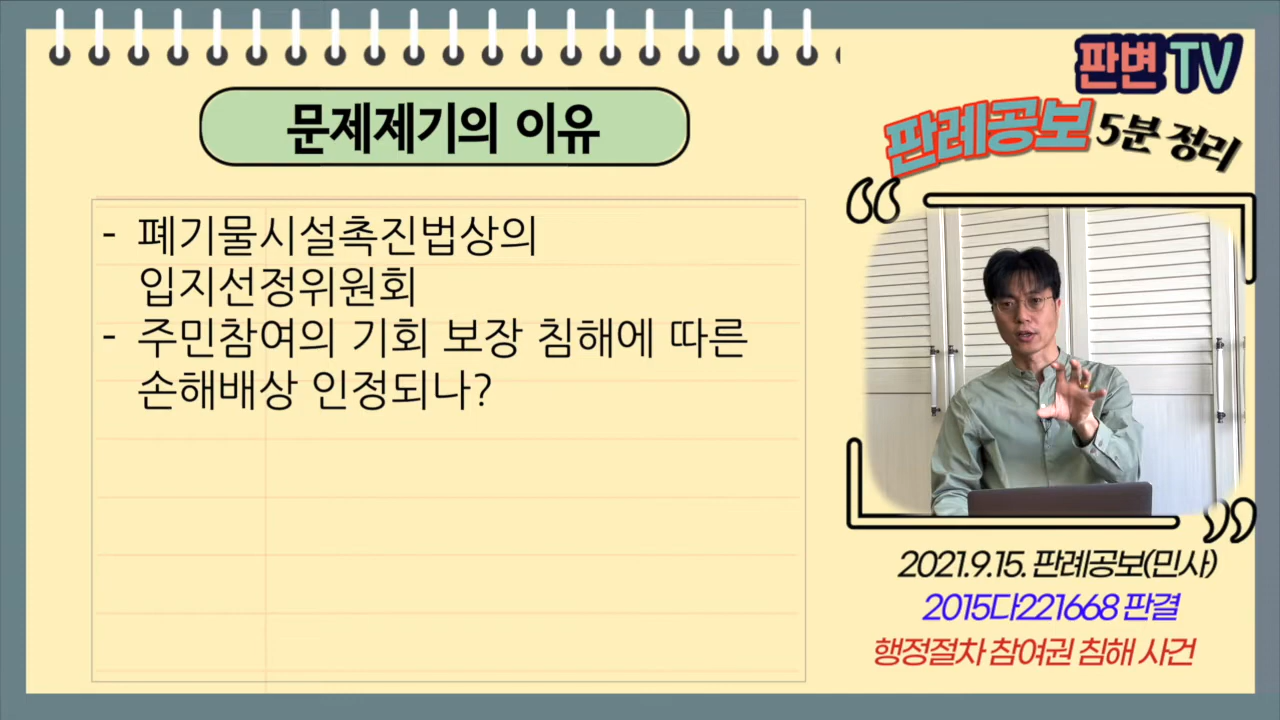 문제제기의 이유
- 폐기물시설촉진법상의
입지선정위원회
- 주민참여의 기회 보장 침해에 따른
손해배상 인정되나?
판변TV
판례공보 5분 정리
2021.9.15. 판례공보(민사)
2015다221668 판결
행정절차 참여권 침해 사건